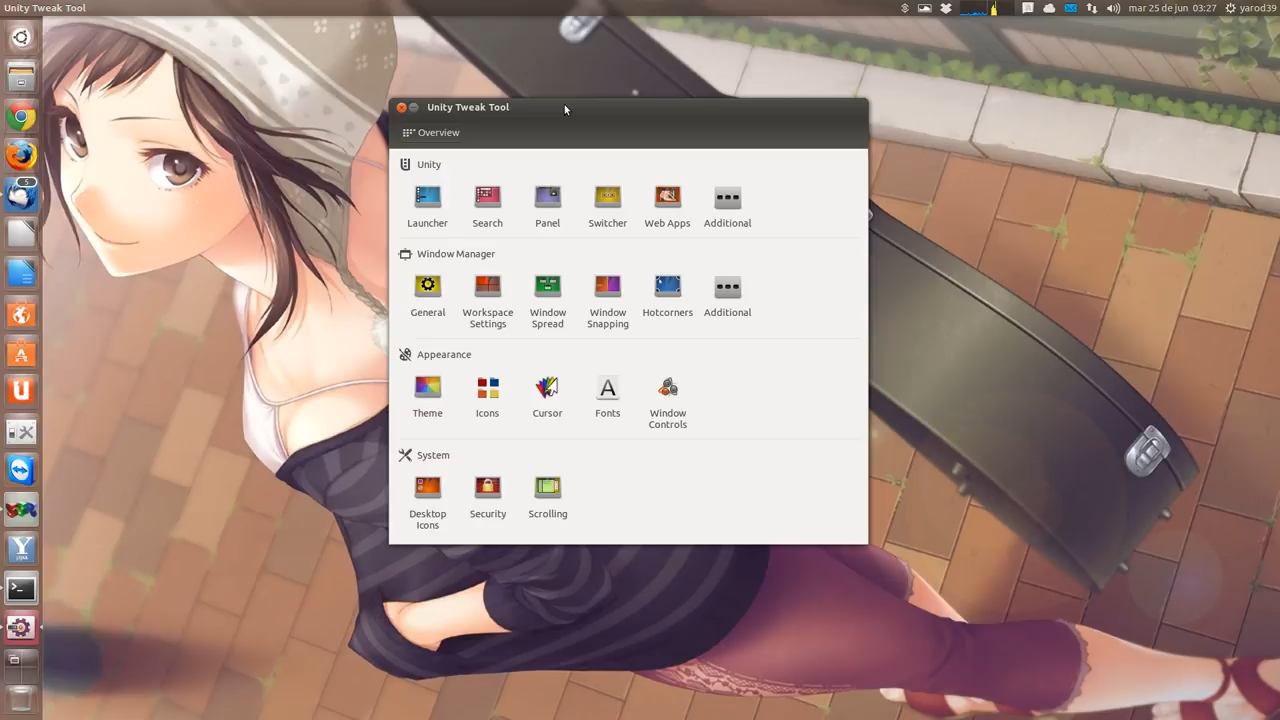 Unity Tweak Tool
mar 25 de jun 03:27 yarod39
5
Unity Tweak Tool
Overview
Unity
Launcher Search Panel Switcher Web Apps Additional
Window Manager
General Workspace Settings Window Spread Window Snapping Hotcorners Additional
Appearance
Theme Icons Cursor Fonts Window Controls
System
Desktop Icons Security Scrolling